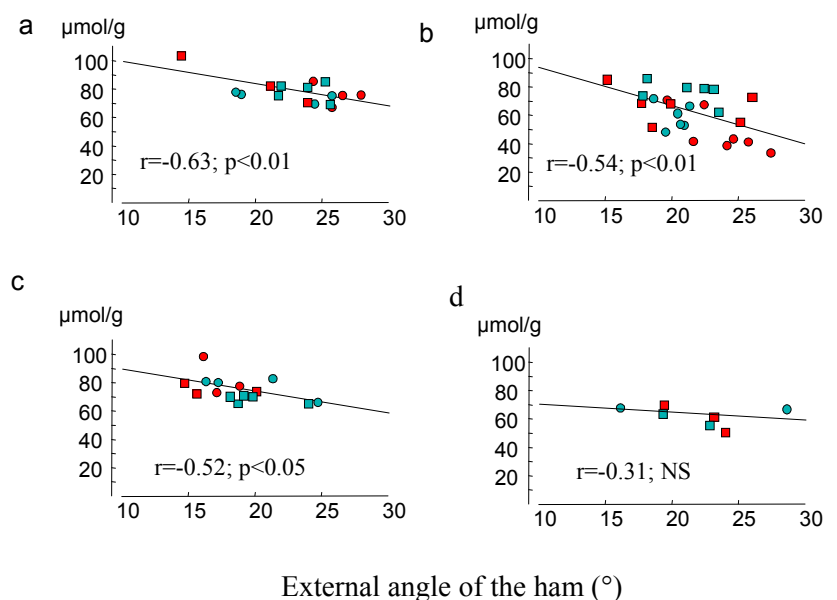 a
µmol/g
100
80
60
40
20
r=-0.63; p<0.01
10 15 20 25 30
b
µmol/g
100
80
60
40
20
r=-0.54; p<0.01
10 15 20 25 30
c
µmol/g
100
80
60
40
20
r=-0.52; p<0.05
10 15 20 25 30
d
µmol/g
100
80
60
40
20
r=-0.31; NS
10 15 20 25 30
External angle of the ham (°)